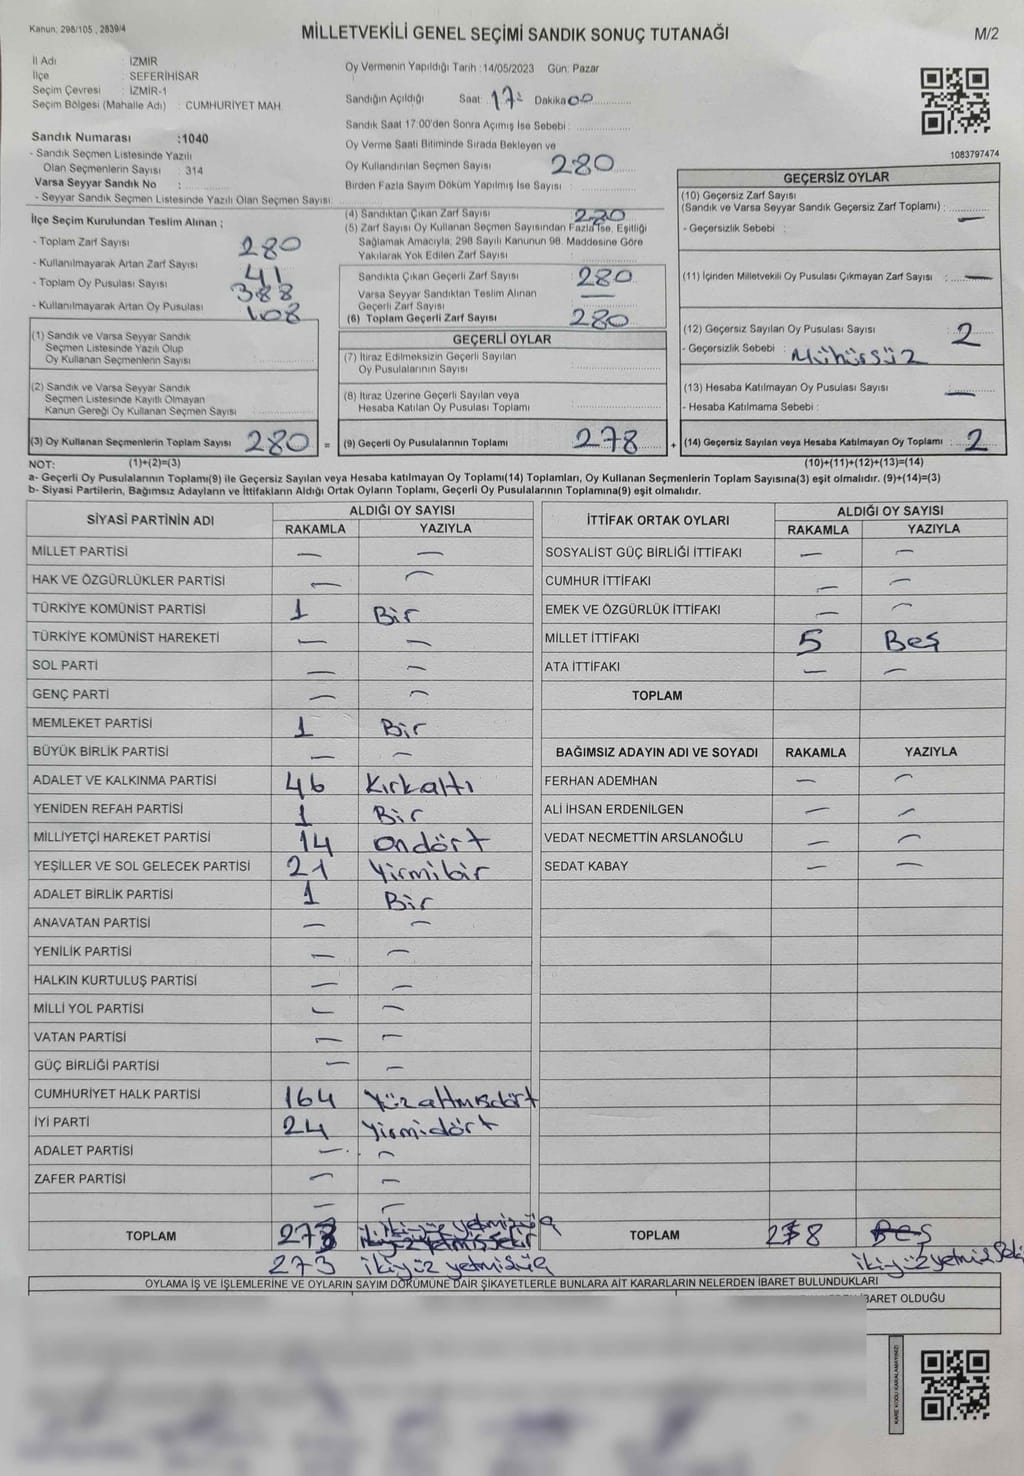 Kanun: 298/105 , 2839/4
MİLLETVEKİLİ GENEL SEÇİMİ SANDIK SONUÇ TUTANAĞI
M/2
İl Adı : İZMİR
İlçe : SEFERİHİSAR
Seçim Çevresi : İZMİR-1
Seçim Bölgesi (Mahalle Adı) : CUMHURİYET MAH
Sandık Numarası :1040
- Sandık Seçmen Listesinde Yazılı
Olan Seçmenlerin Sayısı : 314
Varsa Seyyar Sandık No :
- Seyyar Sandık Seçmen Listesinde Yazılı Olan Seçmen Sayısı:
Oy Vermenin Yapıldığı Tarih :14/05/2023 Gün: Pazar
Sandığın Açıldığı Saat: 17: Dakika 00
Sandık Saat 17:00'den Sonra Açımış İse Sebebi :
Oy Verme Saati Bitiminde Sırada Bekleyen ve
Oy Kullandırılan Seçmen Sayısı 280
Birden Fazla Sayım Döküm Yapılmış İse Sayısı :
1083797474
İlçe Seçim Kurulundan Teslim Alınan ;
- Toplam Zarf Sayısı 280
- Kullanılmayarak Artan Zarf Sayısı 41
- Toplam Oy Pusulası Sayısı 388
- Kullanılmayarak Artan Oy Pusulası 108
(4) Sandıktan Çıkan Zarf Sayısı 280
(5) Zarf Sayısı Oy Kullanan Seçmen Sayısından Fazla İse, Eşitliği
Sağlamak Amacıyla; 298 Sayılı Kanunun 98. Maddesine Göre
Yakılarak Yok Edilen Zarf Sayısı
Sandıkta Çıkan Geçerli Zarf Sayısı 280
Varsa Seyyar Sandıktan Teslim Alınan
Geçerli Zarf Sayısı —
(6) Toplam Geçerli Zarf Sayısı 280
GEÇERSİZ OYLAR
(10) Geçersiz Zarf Sayısı
(Sandık ve Varsa Seyyar Sandık Geçersiz Zarf Toplamı) : —
- Geçersizlik Sebebi :
(11) İçinden Milletvekili Oy Pusulası Çıkmayan Zarf Sayısı : —
(12) Geçersiz Sayılan Oy Pusulası Sayısı : 2
- Geçersizlik Sebebi : Mühürsüz
(13) Hesaba Katılmayan Oy Pusulası Sayısı : —
- Hesaba Katılmama Sebebi :
(14) Geçersiz Sayılan veya Hesaba Katılmayan Oy Toplamı : 2
(10)+(11)+(12)+(13)=(14)
(1) Sandık ve Varsa Seyyar Sandık
Seçmen Listesinde Yazılı Olup
Oy Kullanan Seçmenlerin Sayısı
(2) Sandık ve Varsa Seyyar Sandık
Seçmen Listesinde Kayıtlı Olmayan
Kanun Gereği Oy Kullanan Seçmen Sayısı
(3) Oy Kullanan Seçmenlerin Toplam Sayısı 280 =
GEÇERLİ OYLAR
(7) İtiraz Edilmeksizin Geçerli Sayılan
Oy Pusulalarının Sayısı
(8) İtiraz Üzerine Geçerli Sayılan veya
Hesaba Katılan Oy Pusulası Toplamı
(9) Geçerli Oy Pusulalarının Toplamı 278 +
NOT: (1)+(2)=(3)
a- Geçerli Oy Pusulalarının Toplamı(9) ile Geçersiz Sayılan veya Hesaba katılmayan Oy Toplamı(14) Toplamları, Oy Kullanan Seçmenlerin Toplam Sayısına(3) eşit olmalıdır. (9)+(14)=(3)
b- Siyasi Partilerin, Bağımsız Adayların ve İttifakların Aldığı Ortak Oyların Toplamı, Geçerli Oy Pusulalarının Toplamına(9) eşit olmalıdır.
SİYASİ PARTİNİN ADI ALDIĞI OY SAYISI
RAKAMLA YAZIYLA
MİLLET PARTİSİ — —
HAK VE ÖZGÜRLÜKLER PARTİSİ — —
TÜRKİYE KOMÜNİST PARTİSİ 1 Bir
TÜRKİYE KOMÜNİST HAREKETİ — —
SOL PARTİ — —
GENÇ PARTİ — —
MEMLEKET PARTİSİ 1 Bir
BÜYÜK BİRLİK PARTİSİ — —
ADALET VE KALKINMA PARTİSİ 46 Kırkaltı
YENİDEN REFAH PARTİSİ 1 Bir
MİLLİYETÇİ HAREKET PARTİSİ 14 Ondört
YEŞİLLER VE SOL GELECEK PARTİSİ 21 Yirmibir
ADALET BİRLİK PARTİSİ 1 Bir
ANAVATAN PARTİSİ — —
YENİLİK PARTİSİ — —
HALKIN KURTULUŞ PARTİSİ — —
MİLLİ YOL PARTİSİ — —
VATAN PARTİSİ — —
GÜÇ BİRLİĞİ PARTİSİ — —
CUMHURİYET HALK PARTİSİ 164 Yüzaltmışdört
İYİ PARTİ 24 Yirmidört
ADALET PARTİSİ — —
ZAFER PARTİSİ — —
— —
TOPLAM 273 ikiyüz yetmişüç
273 ikiyüz yetmişüç
İTTİFAK ORTAK OYLARI ALDIĞI OY SAYISI
RAKAMLA YAZIYLA
SOSYALİST GÜÇ BİRLİĞİ İTTİFAKI — —
CUMHUR İTTİFAKI — —
EMEK VE ÖZGÜRLÜK İTTİFAKI — —
MİLLET İTTİFAKI 5 Beş
ATA İTTİFAKI — —
TOPLAM
BAĞIMSIZ ADAYIN ADI VE SOYADI RAKAMLA YAZIYLA
FERHAN ADEMHAN — —
ALİ İHSAN ERDENİLGEN — —
VEDAT NECMETTİN ARSLANOĞLU — —
SEDAT KABAY — —
TOPLAM 278 Beş
ikiyüz yetmişseki
OYLAMA İŞ VE İŞLEMLERİNE VE OYLARIN SAYIM DÖKÜMÜNE DAİR ŞİKAYETLERLE BUNLARA AİT KARARLARIN NELERDEN İBARET BULUNDUKLARI
İBARET OLDUĞU
KARE KODU KARALAMAYINIZ!